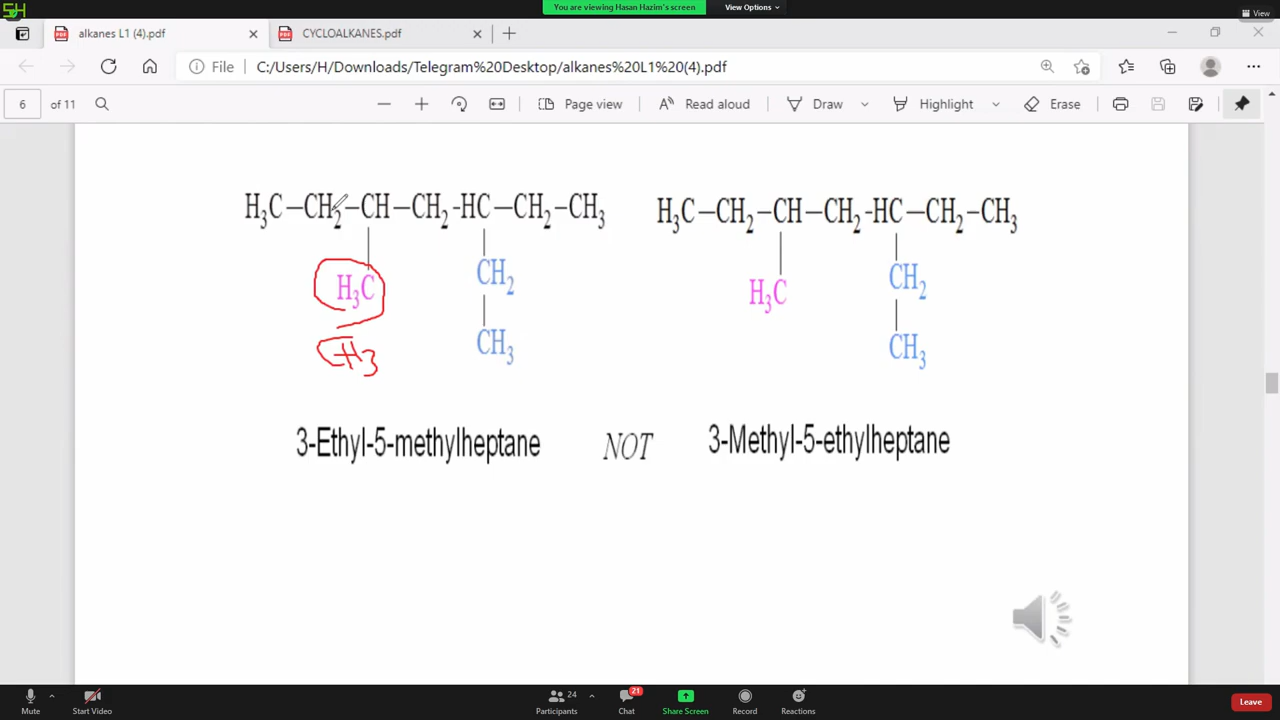 SH
You are viewing Hasan Hazim's screen
View Options
View
alkanes L1 (4).pdf
CYCLOALKANES.pdf
File
C:/Users/H/Downloads/Telegram%20Desktop/alkanes%20L1%20(4).pdf
6 of 11
Page view
Read aloud
Draw
Highlight
Erase
H₃C–CH₂–CH–CH₂-HC–CH₂–CH₃
H₃C
CH₂
CH₃
CH3
H₃C–CH₂–CH–CH₂-HC–CH₂–CH₃
H₃C
CH₂
CH₃
3-Ethyl-5-methylheptane
NOT
3-Methyl-5-ethylheptane
Mute
Start Video
24
Participants
21
Chat
Share Screen
Record
Reactions
Leave